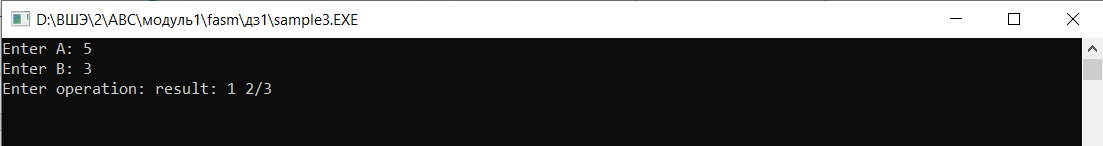 D:\ВШЭ\2\АВС\модуль1\fasm\дз1\sample3.EXE
Enter A: 5
Enter B: 3
Enter operation: result: 1 2/3